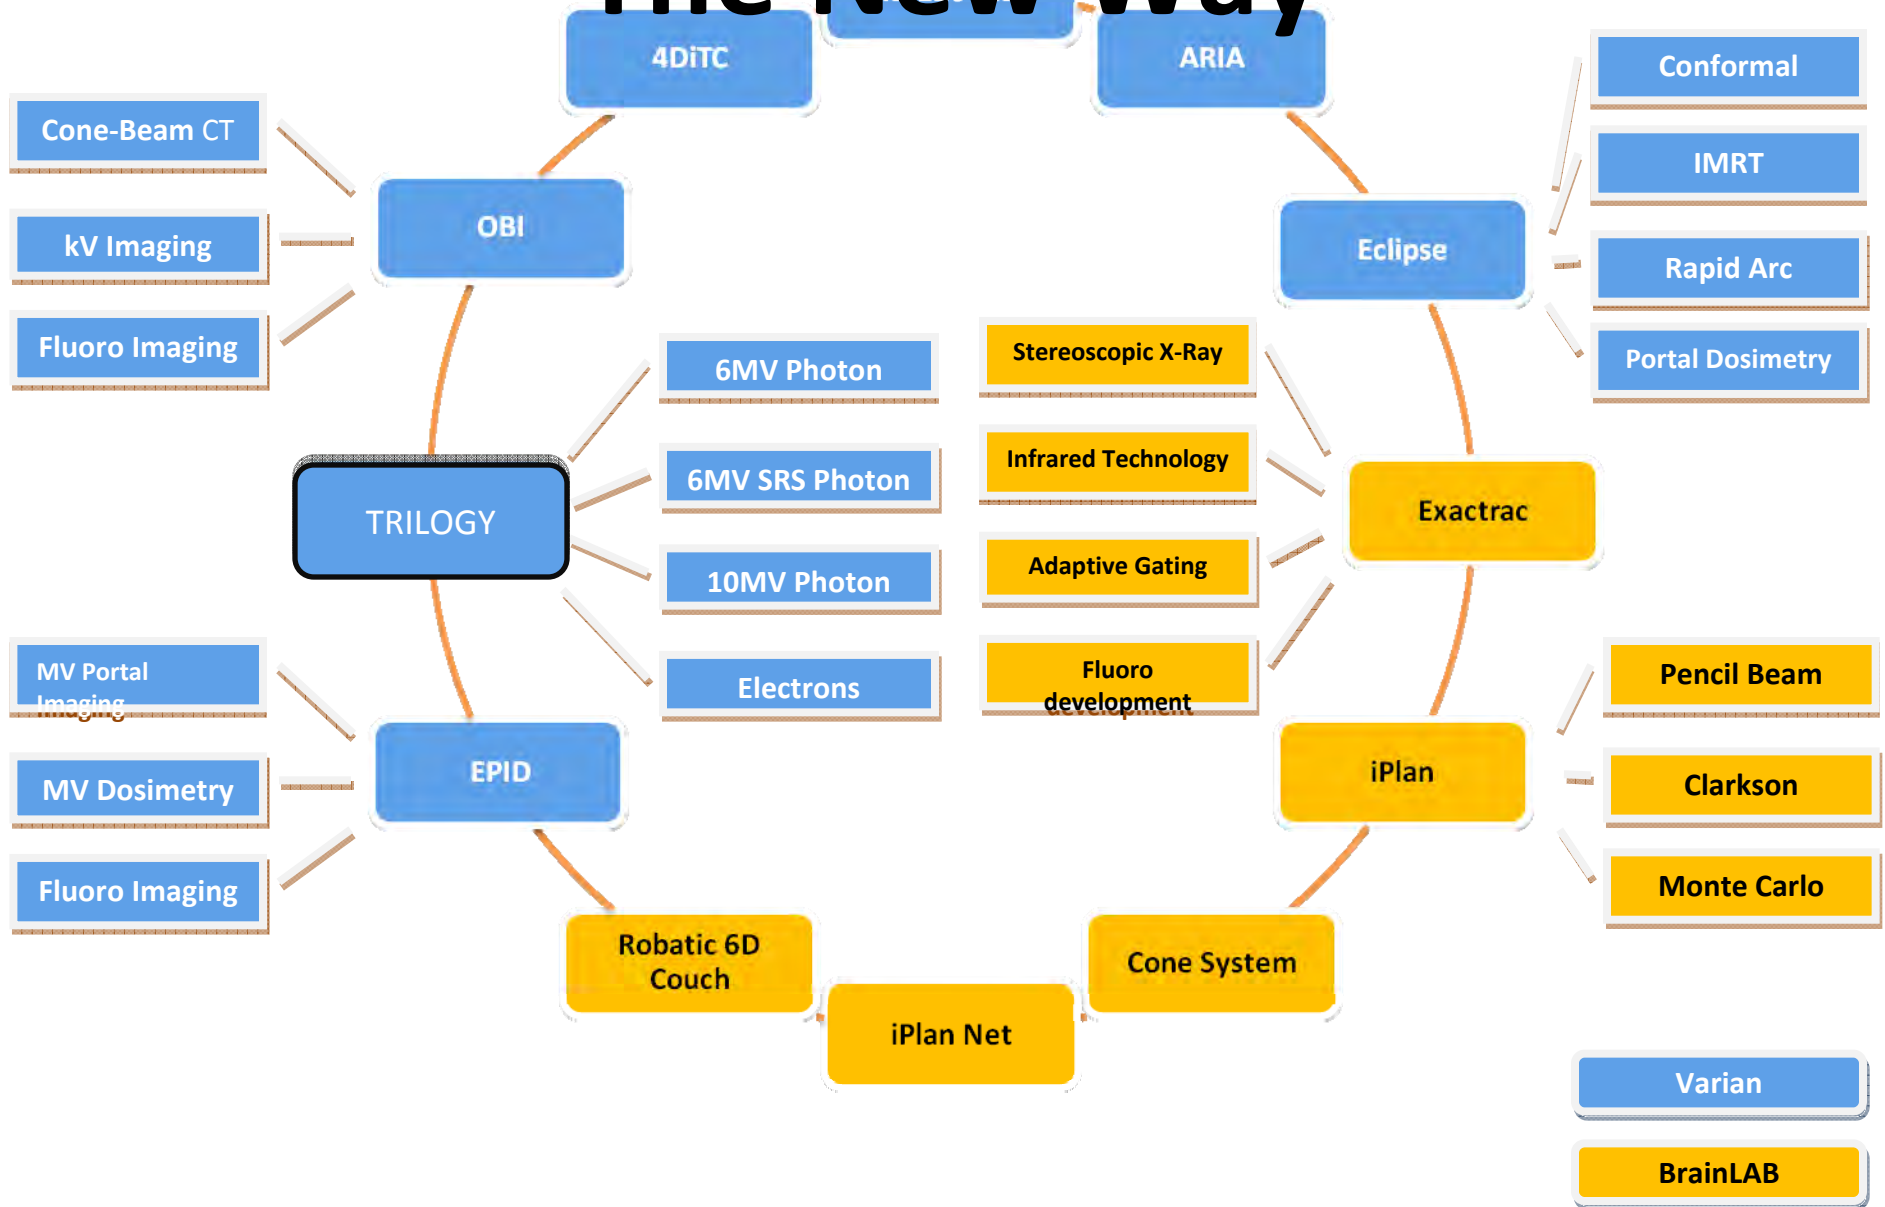 The New Way
4DiTC
ARIA
Conformal
Cone-Beam CT
IMRT
OBI
kV Imaging
Eclipse
Rapid Arc
Fluoro Imaging
6MV Photon
Stereoscopic X-Ray
Portal Dosimetry
6MV SRS Photon
Infrared Technology
TRILOGY
Exactrac
10MV Photon
Adaptive Gating
MV Portal
Imaging
Electrons
Fluoro
development
Pencil Beam
EPID
iPlan
MV Dosimetry
Clarkson
Fluoro Imaging
Monte Carlo
Robatic 6D
Couch
Cone System
iPlan Net
Varian
BrainLAB